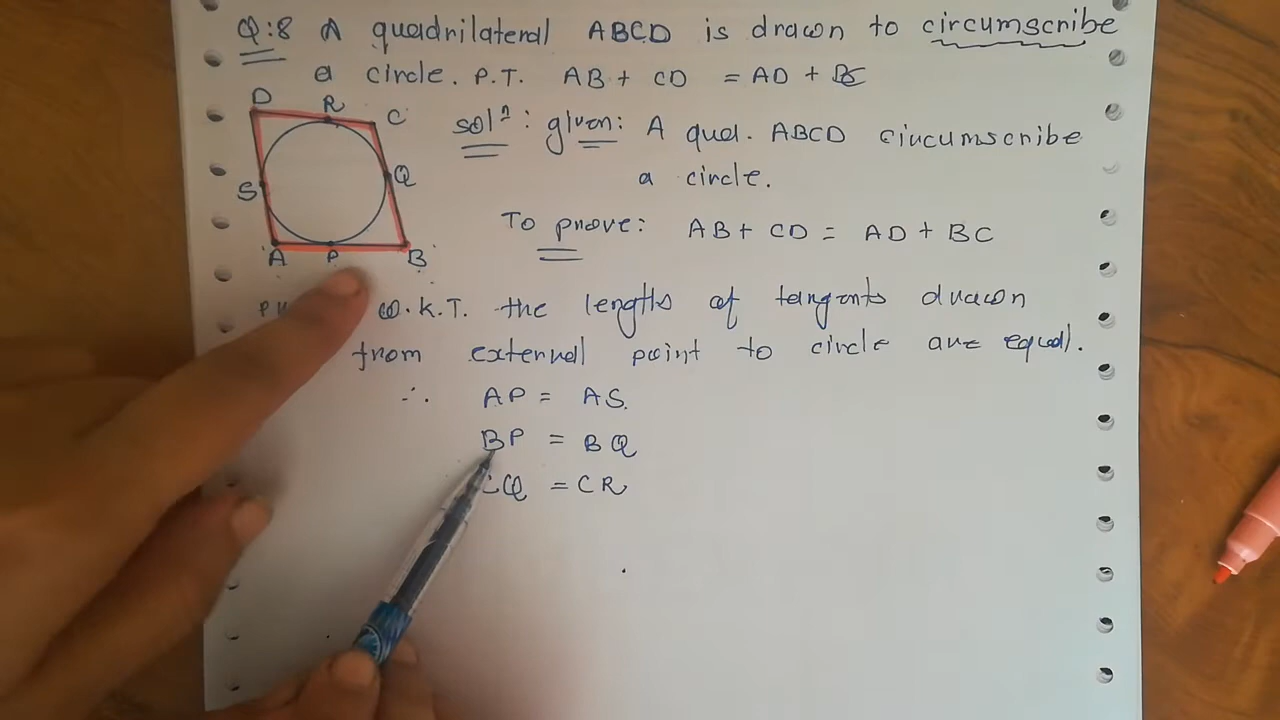 Q:8 A quadrilateral ABCD is drawn to circumscribe
a circle. P.T. AB + CD = AD + BC
D R C
S Q
A P B
solⁿ: given: A quad. ABCD circumscribe
a circle.
To prove: AB + CD = AD + BC
W.K.T. the lengths of tangents drawn
from external point to circle are equal.
∴ AP = AS.
BP = BQ
CQ = CR